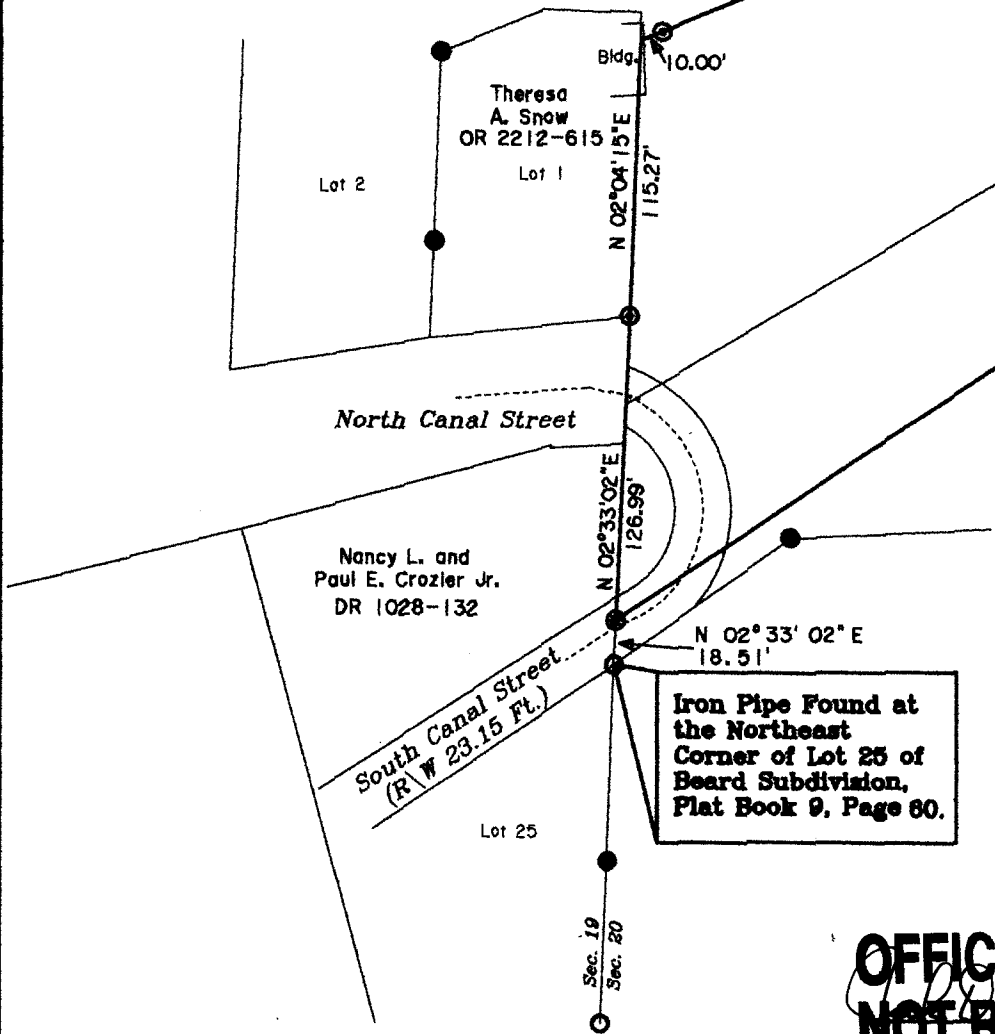 Bldg.
10.00'
Theresa
A. Snow
OR 2212-615
Lot 2
Lot 1
N 02°04'15"E
115.27'
North Canal Street
N 02°33'02"E
126.99'
Nancy L. and
Paul E. Crozier Jr.
DR 1028-132
N 02°33'02"E
18.51'
South Canal Street
(R\W 23.15 Ft.)
Iron Pipe Found at
the Northeast
Corner of Lot 25 of
Beard Subdivision,
Plat Book 9, Page 60.
Lot 25
Sec. 19
Sec. 20
OFFIC